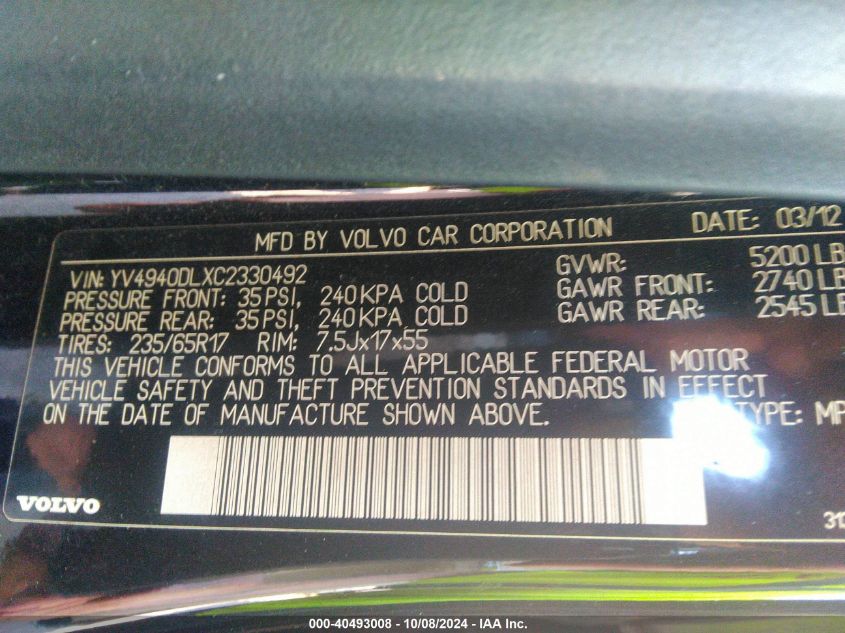 MFD BY VOLVO CAR CORPORATION DATE: 03/12
VIN: YV4940DLXC2330492 GVWR: 5200 LB
PRESSURE FRONT: 35 PSI, 240 KPA COLD GAWR FRONT: 2740 LB
PRESSURE REAR: 35 PSI, 240 KPA COLD GAWR REAR: 2545 LB
TIRES: 235/65R17 RIM: 7.5Jx17x55
THIS VEHICLE CONFORMS TO ALL APPLICABLE FEDERAL MOTOR
VEHICLE SAFETY AND THEFT PREVENTION STANDARDS IN EFFECT
ON THE DATE OF MANUFACTURE SHOWN ABOVE. TYPE: MP
VOLVO
000-40493008 - 10/08/2024 - IAA Inc.